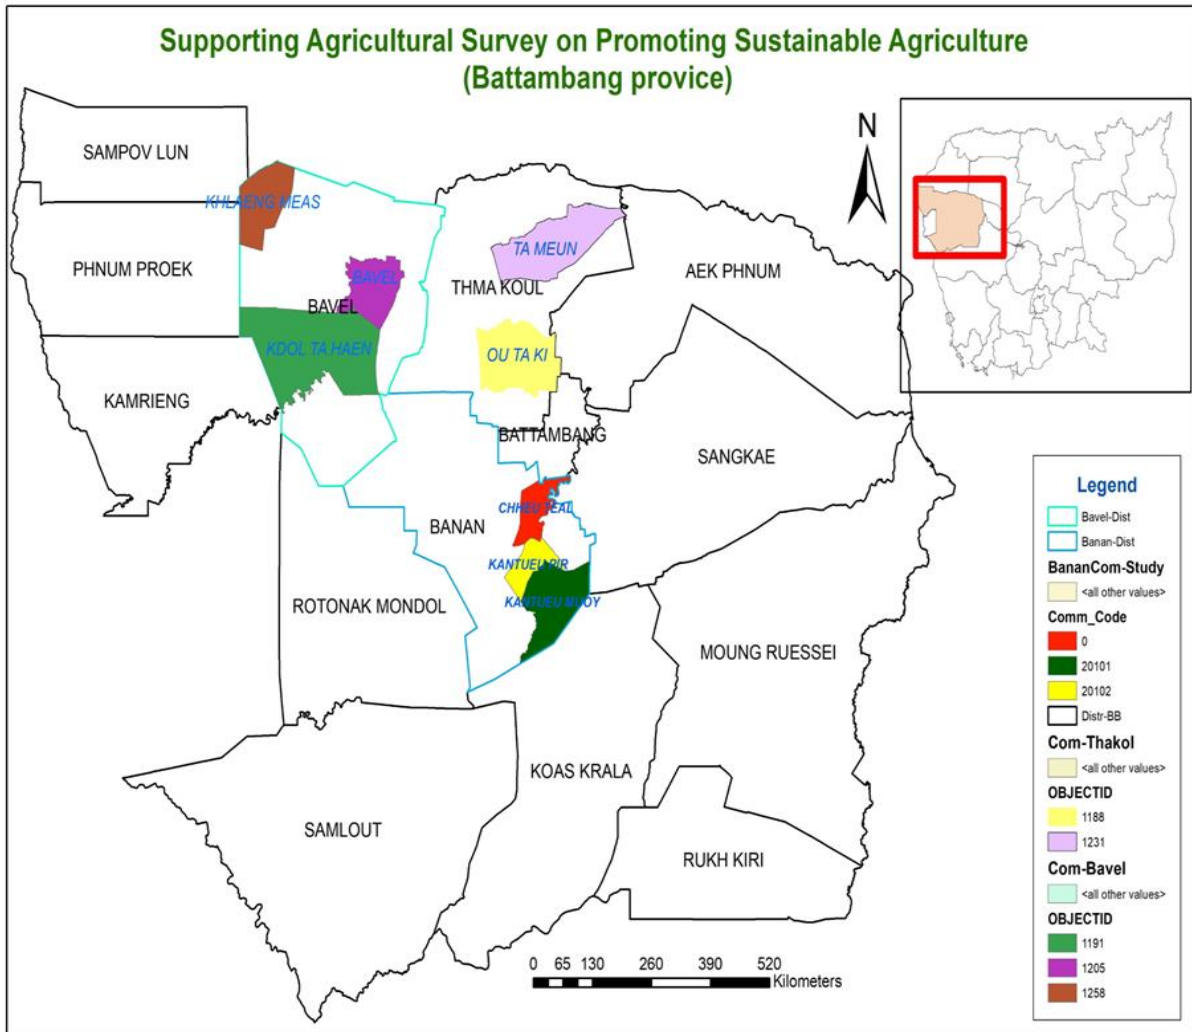 Supporting Agricultural Survey on Promoting Sustainable Agriculture
(Battambang provice)
N
SAMPOV LUN
KHLAENG MEAS
TA MEUN
PHNUM PROEK
AEK PHNUM
BAVEL
THMA KOUL
BAVEL
KDOL TA HAEN
OU TA KI
KAMRIENG
BATTAMBANG
SANGKAE
CHHEU TEAL
BANAN
KANTUEU PIR
KANTUEU MUOY
ROTONAK MONDOL
MOUNG RUESSEI
KOAS KRALA
SAMLOUT
RUKH KIRI
0 65 130 260 390 520
Kilometers
Legend
Bavel-Dist
Banan-Dist
BananCom-Study
<all other values>
Comm_Code
0
20101
20102
Distr-BB
Com-Thakol
<all other values>
OBJECTID
1188
1231
Com-Bavel
<all other values>
OBJECTID
1191
1205
1258